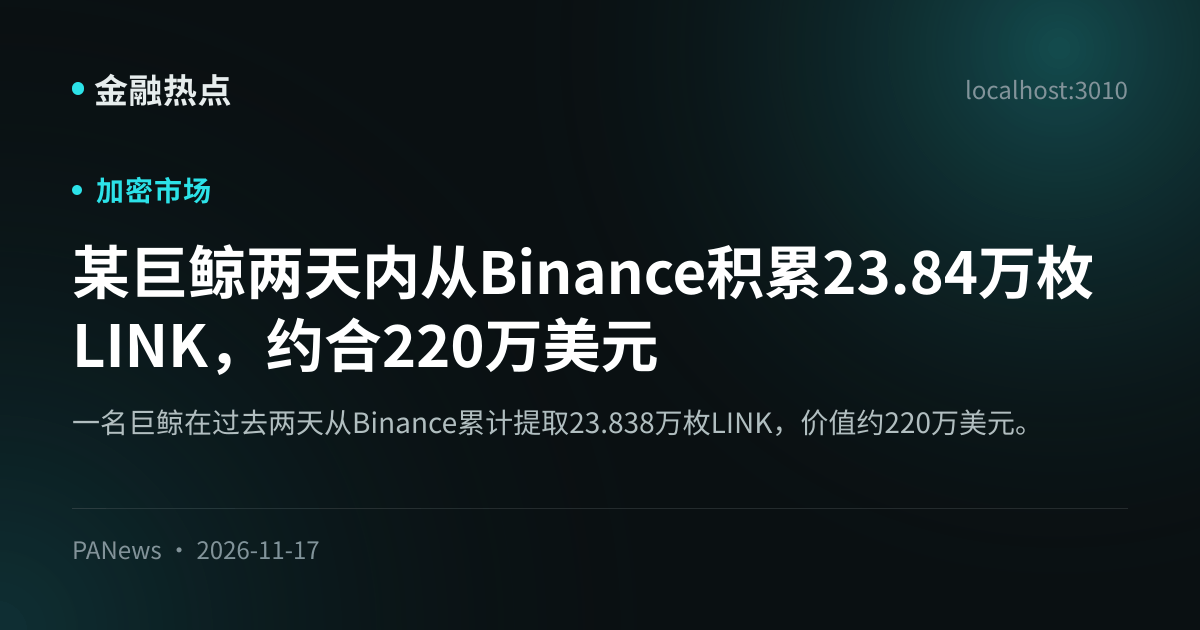 金融热点
localhost:3010
加密市场
某巨鲸两天内从Binance积累23.84万枚
LINK，约合220万美元
一名巨鲸在过去两天从Binance累计提取23.838万枚LINK，价值约220万美元。
PANews • 2026-11-17